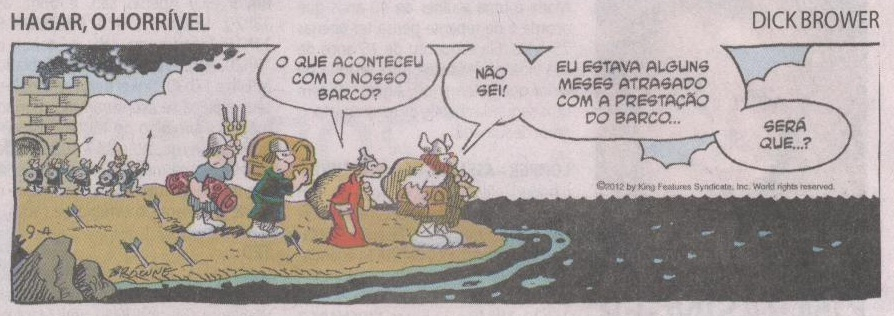 HAGAR, O HORRÍVEL
DICK BROWER
O QUE ACONTECEU
COM O NOSSO
BARCO?
NÃO
SEI!
EU ESTAVA ALGUNS
MESES ATRASADO
COM A PRESTAÇÃO
DO BARCO...
SERÁ
QUE...?
©2012 by King Features Syndicate, Inc. World rights reserved.
9-4
BROWNE